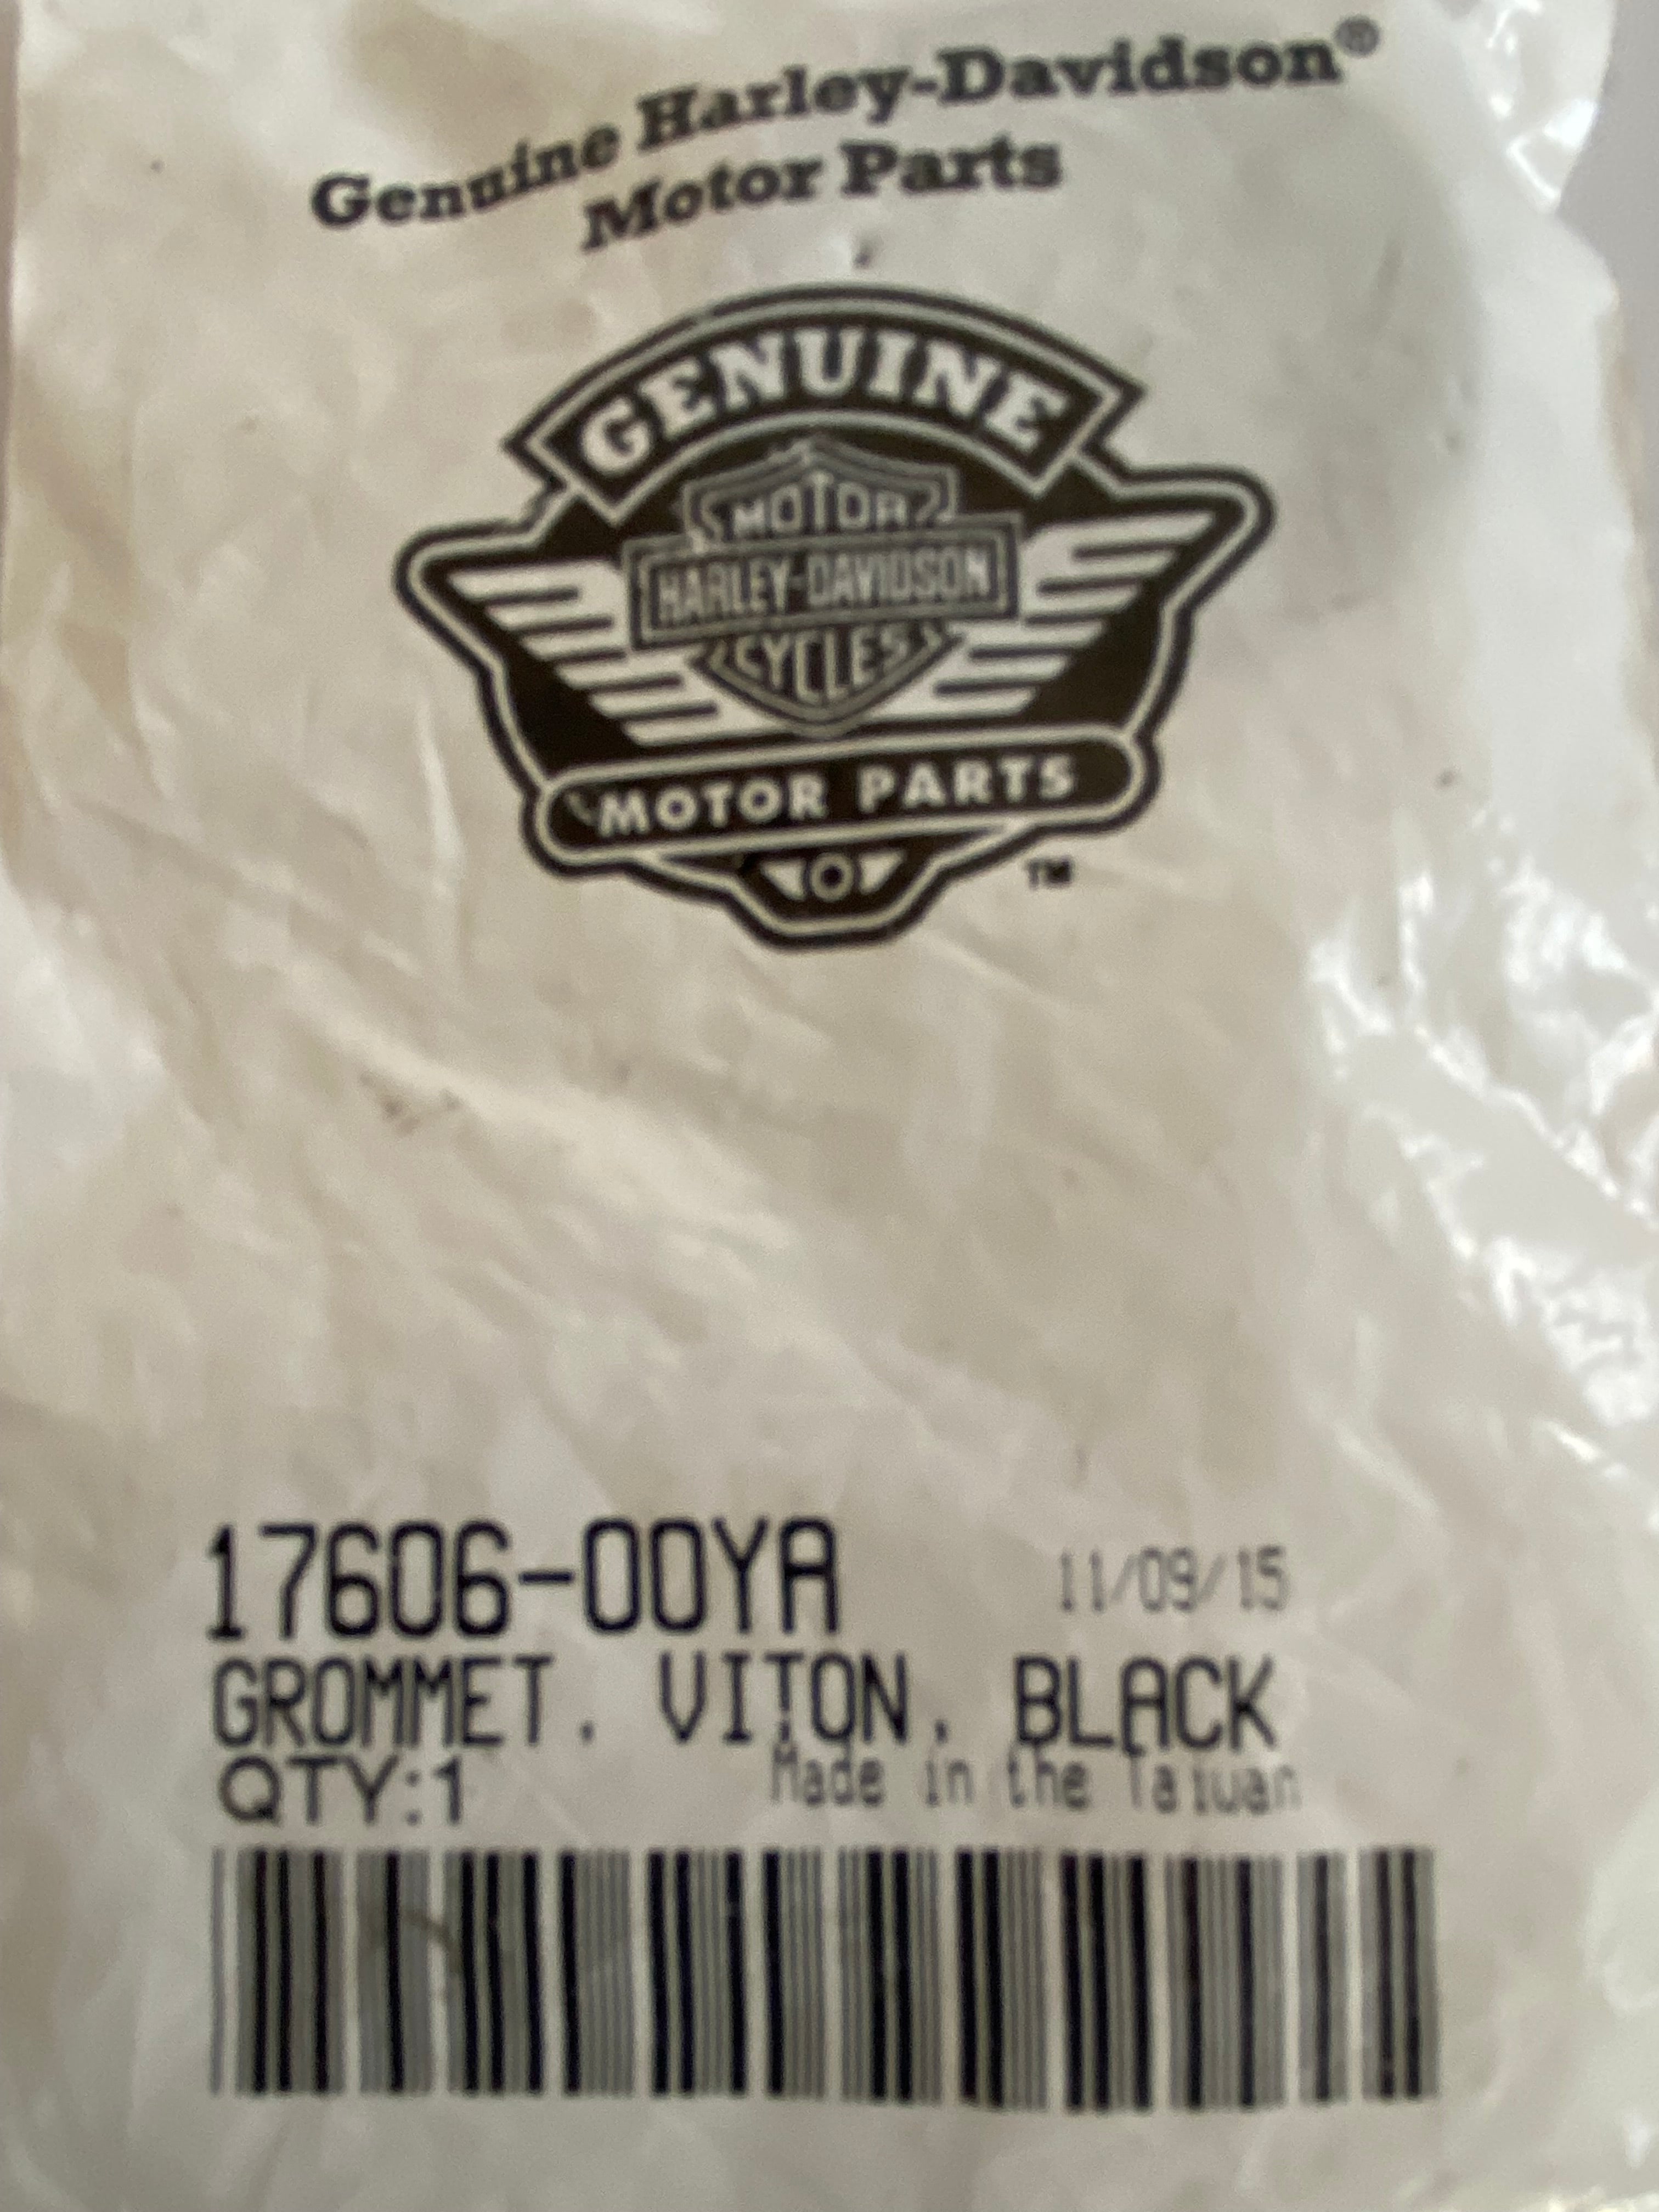 Genuine Harley-Davidson®
Motor Parts
GENUINE
MOTOR
HARLEY-DAVIDSON
CYCLES
MOTOR PARTS
TM
17606-00YA 11/09/15
GROMMET, VITON, BLACK
QTY:1 Made in the Taiwan